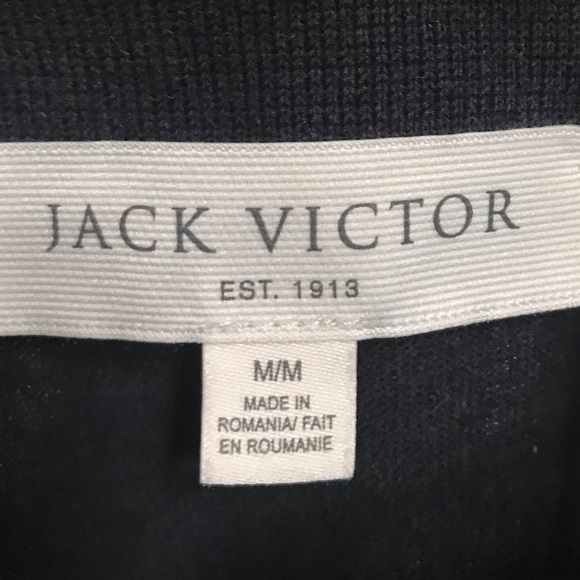 JACK VICTOR
EST. 1913
M/M
MADE IN
ROMANIA/ FAIT
EN ROUMANIE